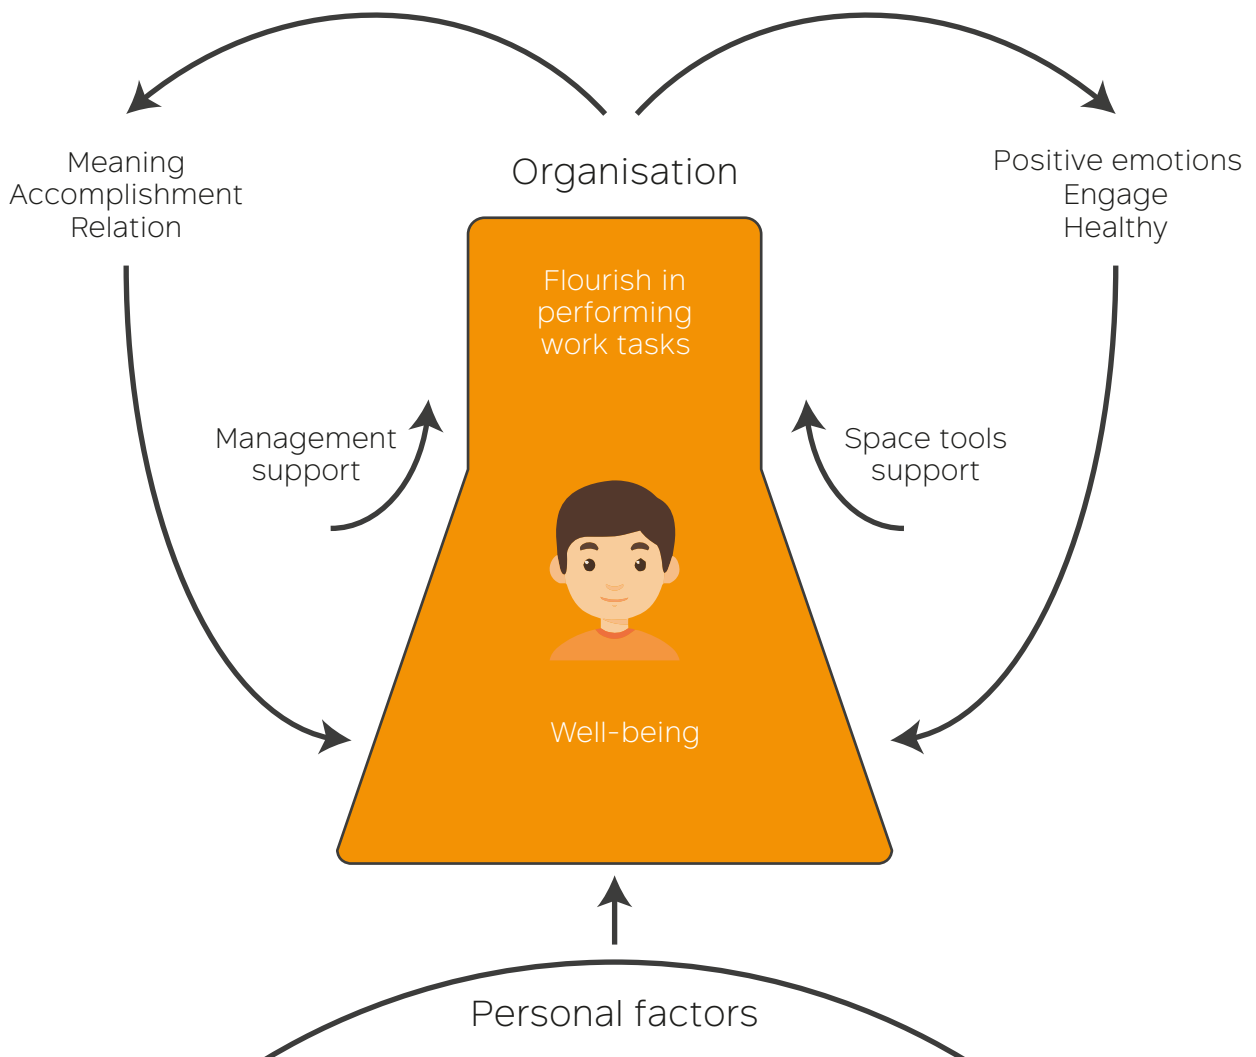 Organisation
Meaning
Accomplishment
Relation
Positive emotions
Engage
Healthy
Flourish in
performing
work tasks
Management
support
Space tools
support
Well-being
Personal factors